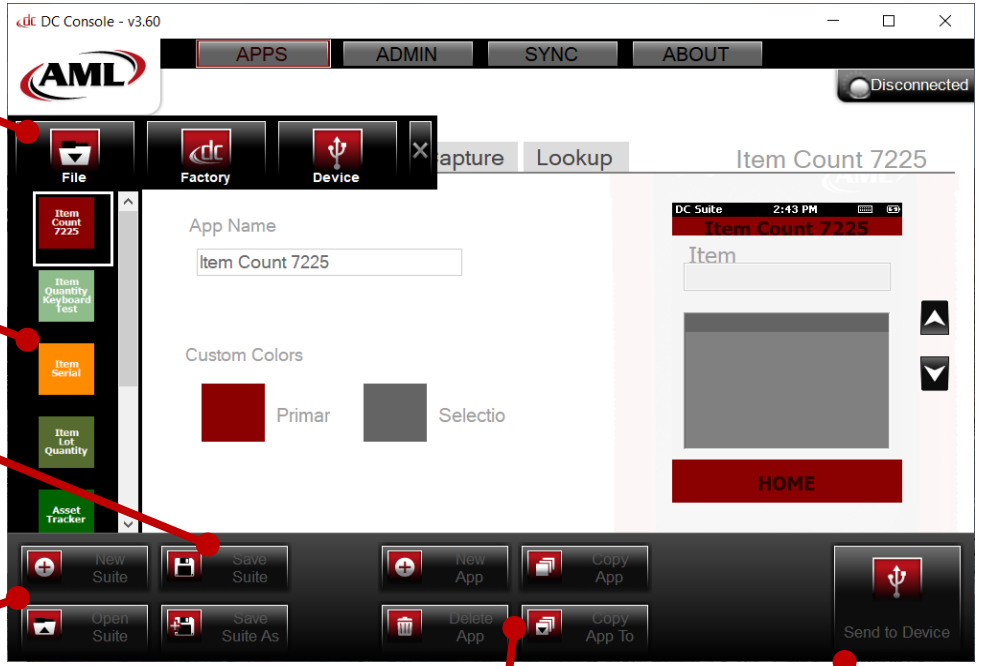 DC Console - v3.60
AML
APPS ADMIN SYNC ABOUT
Disconnected
File Factory Device
apture Lookup Item Count 7225
Item
Count
7225
Item
Quantity
Keyboard
Test
Item
Serial
Item
Lot
Quantity
Asset
Tracker
App Name
Item Count 7225
Custom Colors
Primar Selectio
DC Suite 2:43 PM
Item Count 7225
Item
HOME
New
Suite
Save
Suite
New
App
Copy
App
Open
Suite
Save
Suite As
Delete
App
Copy
App To
Send to Device